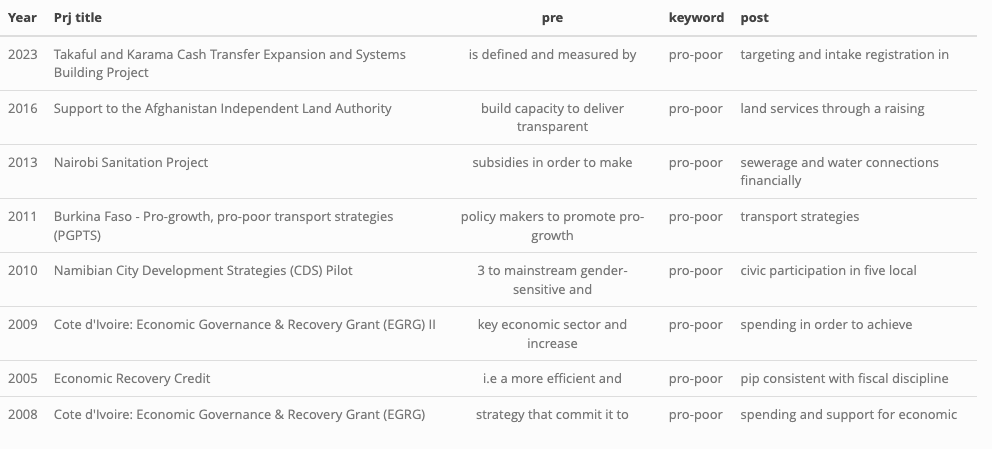 Year Prj title pre keyword post
2023 Takaful and Karama Cash Transfer Expansion and Systems Building Project is defined and measured by pro-poor targeting and intake registration in
2016 Support to the Afghanistan Independent Land Authority build capacity to deliver transparent pro-poor land services through a raising
2013 Nairobi Sanitation Project subsidies in order to make pro-poor sewerage and water connections financially
2011 Burkina Faso - Pro-growth, pro-poor transport strategies (PGPTS) policy makers to promote pro-growth pro-poor transport strategies
2010 Namibian City Development Strategies (CDS) Pilot 3 to mainstream gender-sensitive and pro-poor civic participation in five local
2009 Cote d'Ivoire: Economic Governance & Recovery Grant (EGRG) II key economic sector and increase pro-poor spending in order to achieve
2005 Economic Recovery Credit i.e a more efficient and pro-poor pip consistent with fiscal discipline
2008 Cote d'Ivoire: Economic Governance & Recovery Grant (EGRG) strategy that commit it to pro-poor spending and support for economic